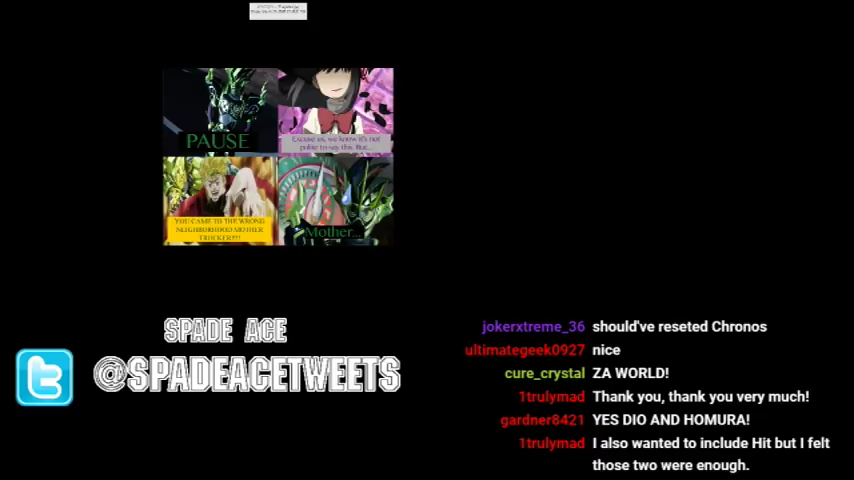 PAUSE
Excuse us, we know it's not
polite to say this. But...
YOU CAME TO THE WRONG
NEIGHBORHOOD MOTHER
TRUCKER!!!!
Mother...
SPADE ACE
@SPADEACETWEETS
jokerxtreme_36 should've reseted Chronos
ultimategeek0927 nice
cure_crystal ZA WORLD!
1trulymad Thank you, thank you very much!
gardner8421 YES DIO AND HOMURA!
1trulymad I also wanted to include Hit but I felt
those two were enough.